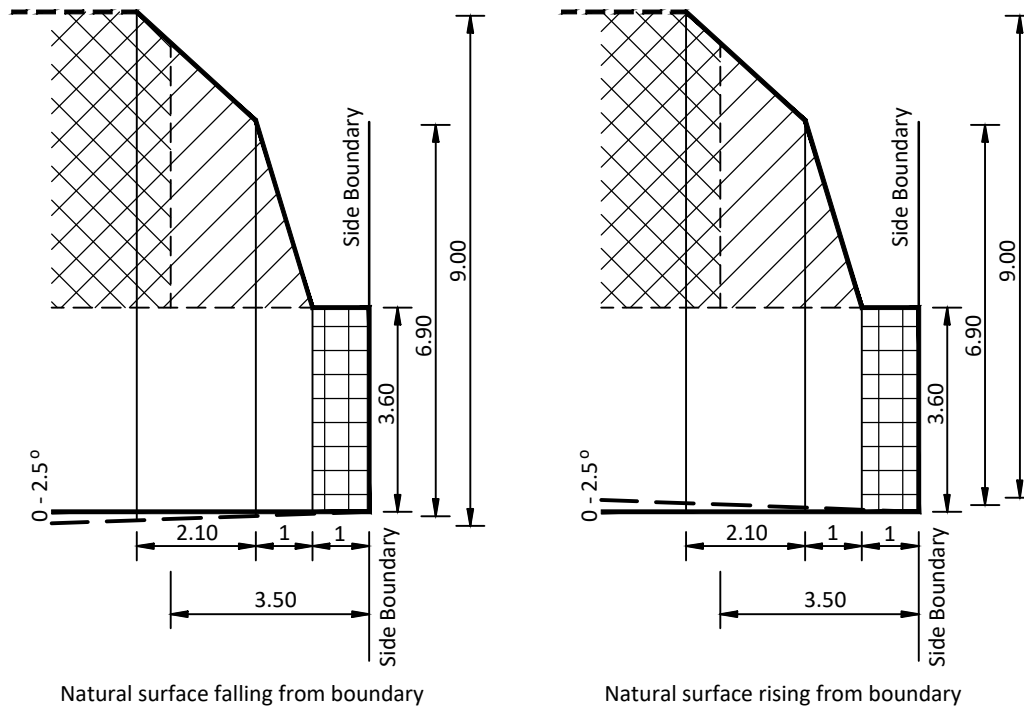 Side Boundary
9.00
6.90
3.60
0 - 2.5 °
2.10
1
1
3.50
Side Boundary
Natural surface falling from boundary
Side Boundary
9.00
6.90
3.60
0 - 2.5 °
2.10
1
1
3.50
Side Boundary
Natural surface rising from boundary